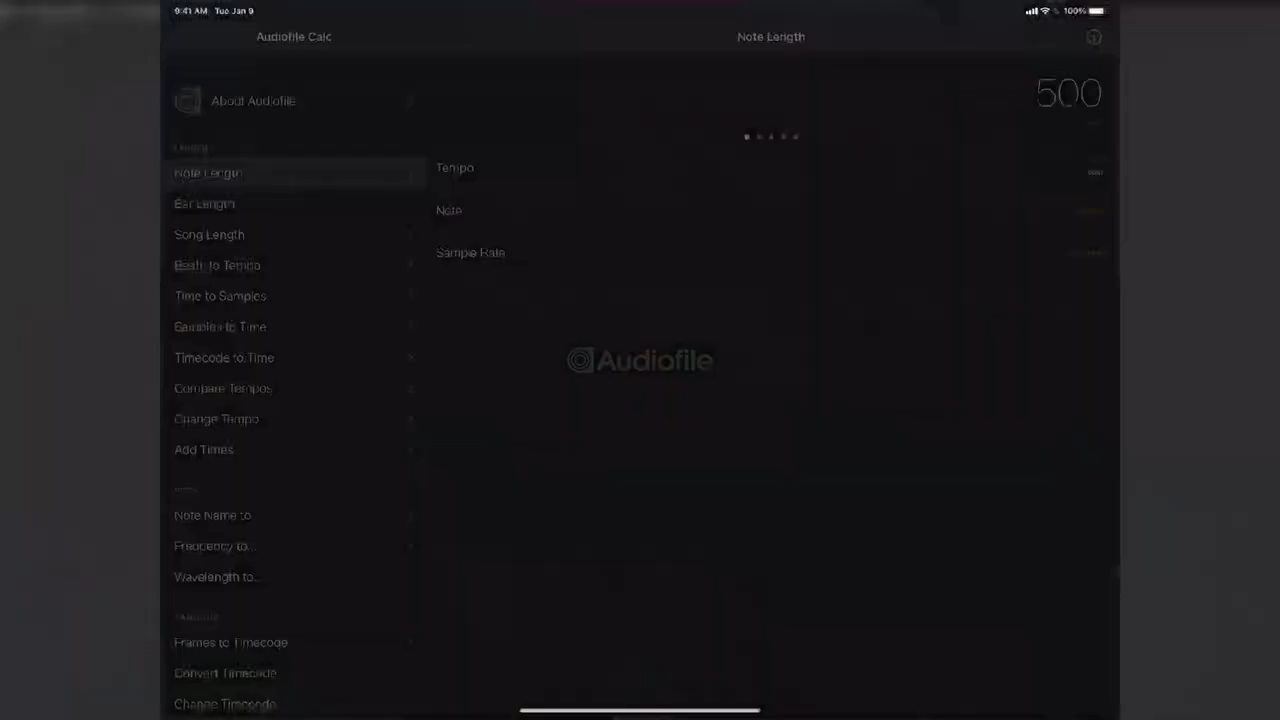 9:41 AM Tue Jan 9
100%
Audiofile Calc
Note Length
About Audiofile
500
Note Length
Tempo
Bar Length
Note
Song Length
Beats to Tempo
Sample Rate
Time to Samples
Samples to Time
Timecode to Time
Audiofile
Compare Tempos
Change Tempo
Add Times
Note Name to
Frequency to...
Wavelength to...
Frames to Timecode
Convert Timecode
Change Timecode